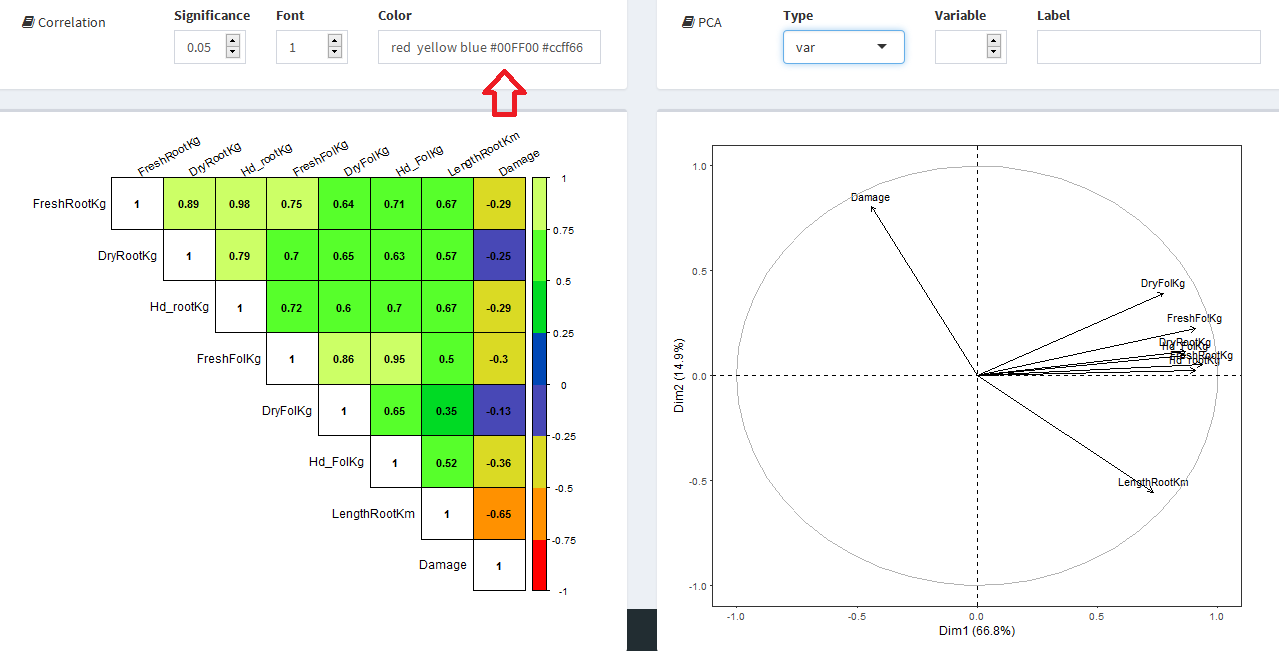 Correlation
Significance
Font
Color
0.05
1
red  yellow blue #00FF00 #ccff66
PCA
Type
Variable
Label
var
FreshRootKg
DryRootKg
Hd_rootKg
FreshFolKg
DryFolKg
Hd_FolKg
LengthRootKm
Damage
FreshRootKg 1 0.89 0.98 0.75 0.64 0.71 0.67 -0.29
DryRootKg 1 0.79 0.7 0.65 0.63 0.57 -0.25
Hd_rootKg 1 0.72 0.6 0.7 0.67 -0.29
FreshFolKg 1 0.86 0.95 0.5 -0.3
DryFolKg 1 0.65 0.35 -0.13
Hd_FolKg 1 0.52 -0.36
LengthRootKm 1 -0.65
Damage 1
1
0.75
0.5
0.25
0
-0.25
-0.5
-0.75
-1
1.0
0.5
0.0
-0.5
-1.0
Dim2 (14.9%)
Damage
DryFolKg
FreshFolKg
DryRootKg
Hd_FolKg
FreshRootKg
Hd_rootKg
LengthRootKm
-1.0
-0.5
0.0
0.5
1.0
Dim1 (66.8%)